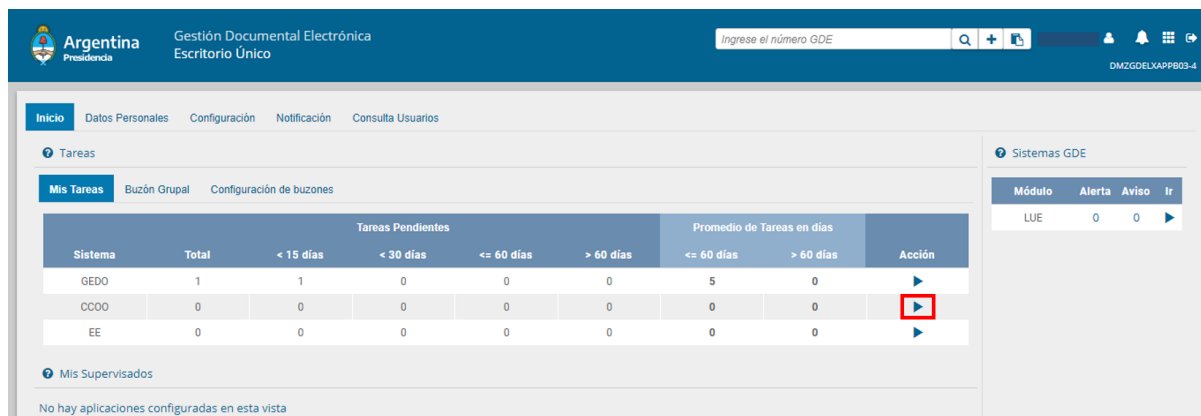 Argentina
Presidencia
Gestión Documental Electrónica
Escritorio Único
Ingrese el número GDE
DMZGDELXAPPB03-4
Inicio Datos Personales Configuración Notificación Consulta Usuarios
Tareas
Mis Tareas Buzón Grupal Configuración de buzones
Tareas Pendientes Promedio de Tareas en días
Sistema Total < 15 días < 30 días <= 60 días > 60 días <= 60 días > 60 días Acción
GEDO 1 1 0 0 0 5 0
CCOO 0 0 0 0 0 0 0
EE 0 0 0 0 0 0 0
Mis Supervisados
No hay aplicaciones configuradas en esta vista
Sistemas GDE
Módulo Alerta Aviso Ir
LUE 0 0